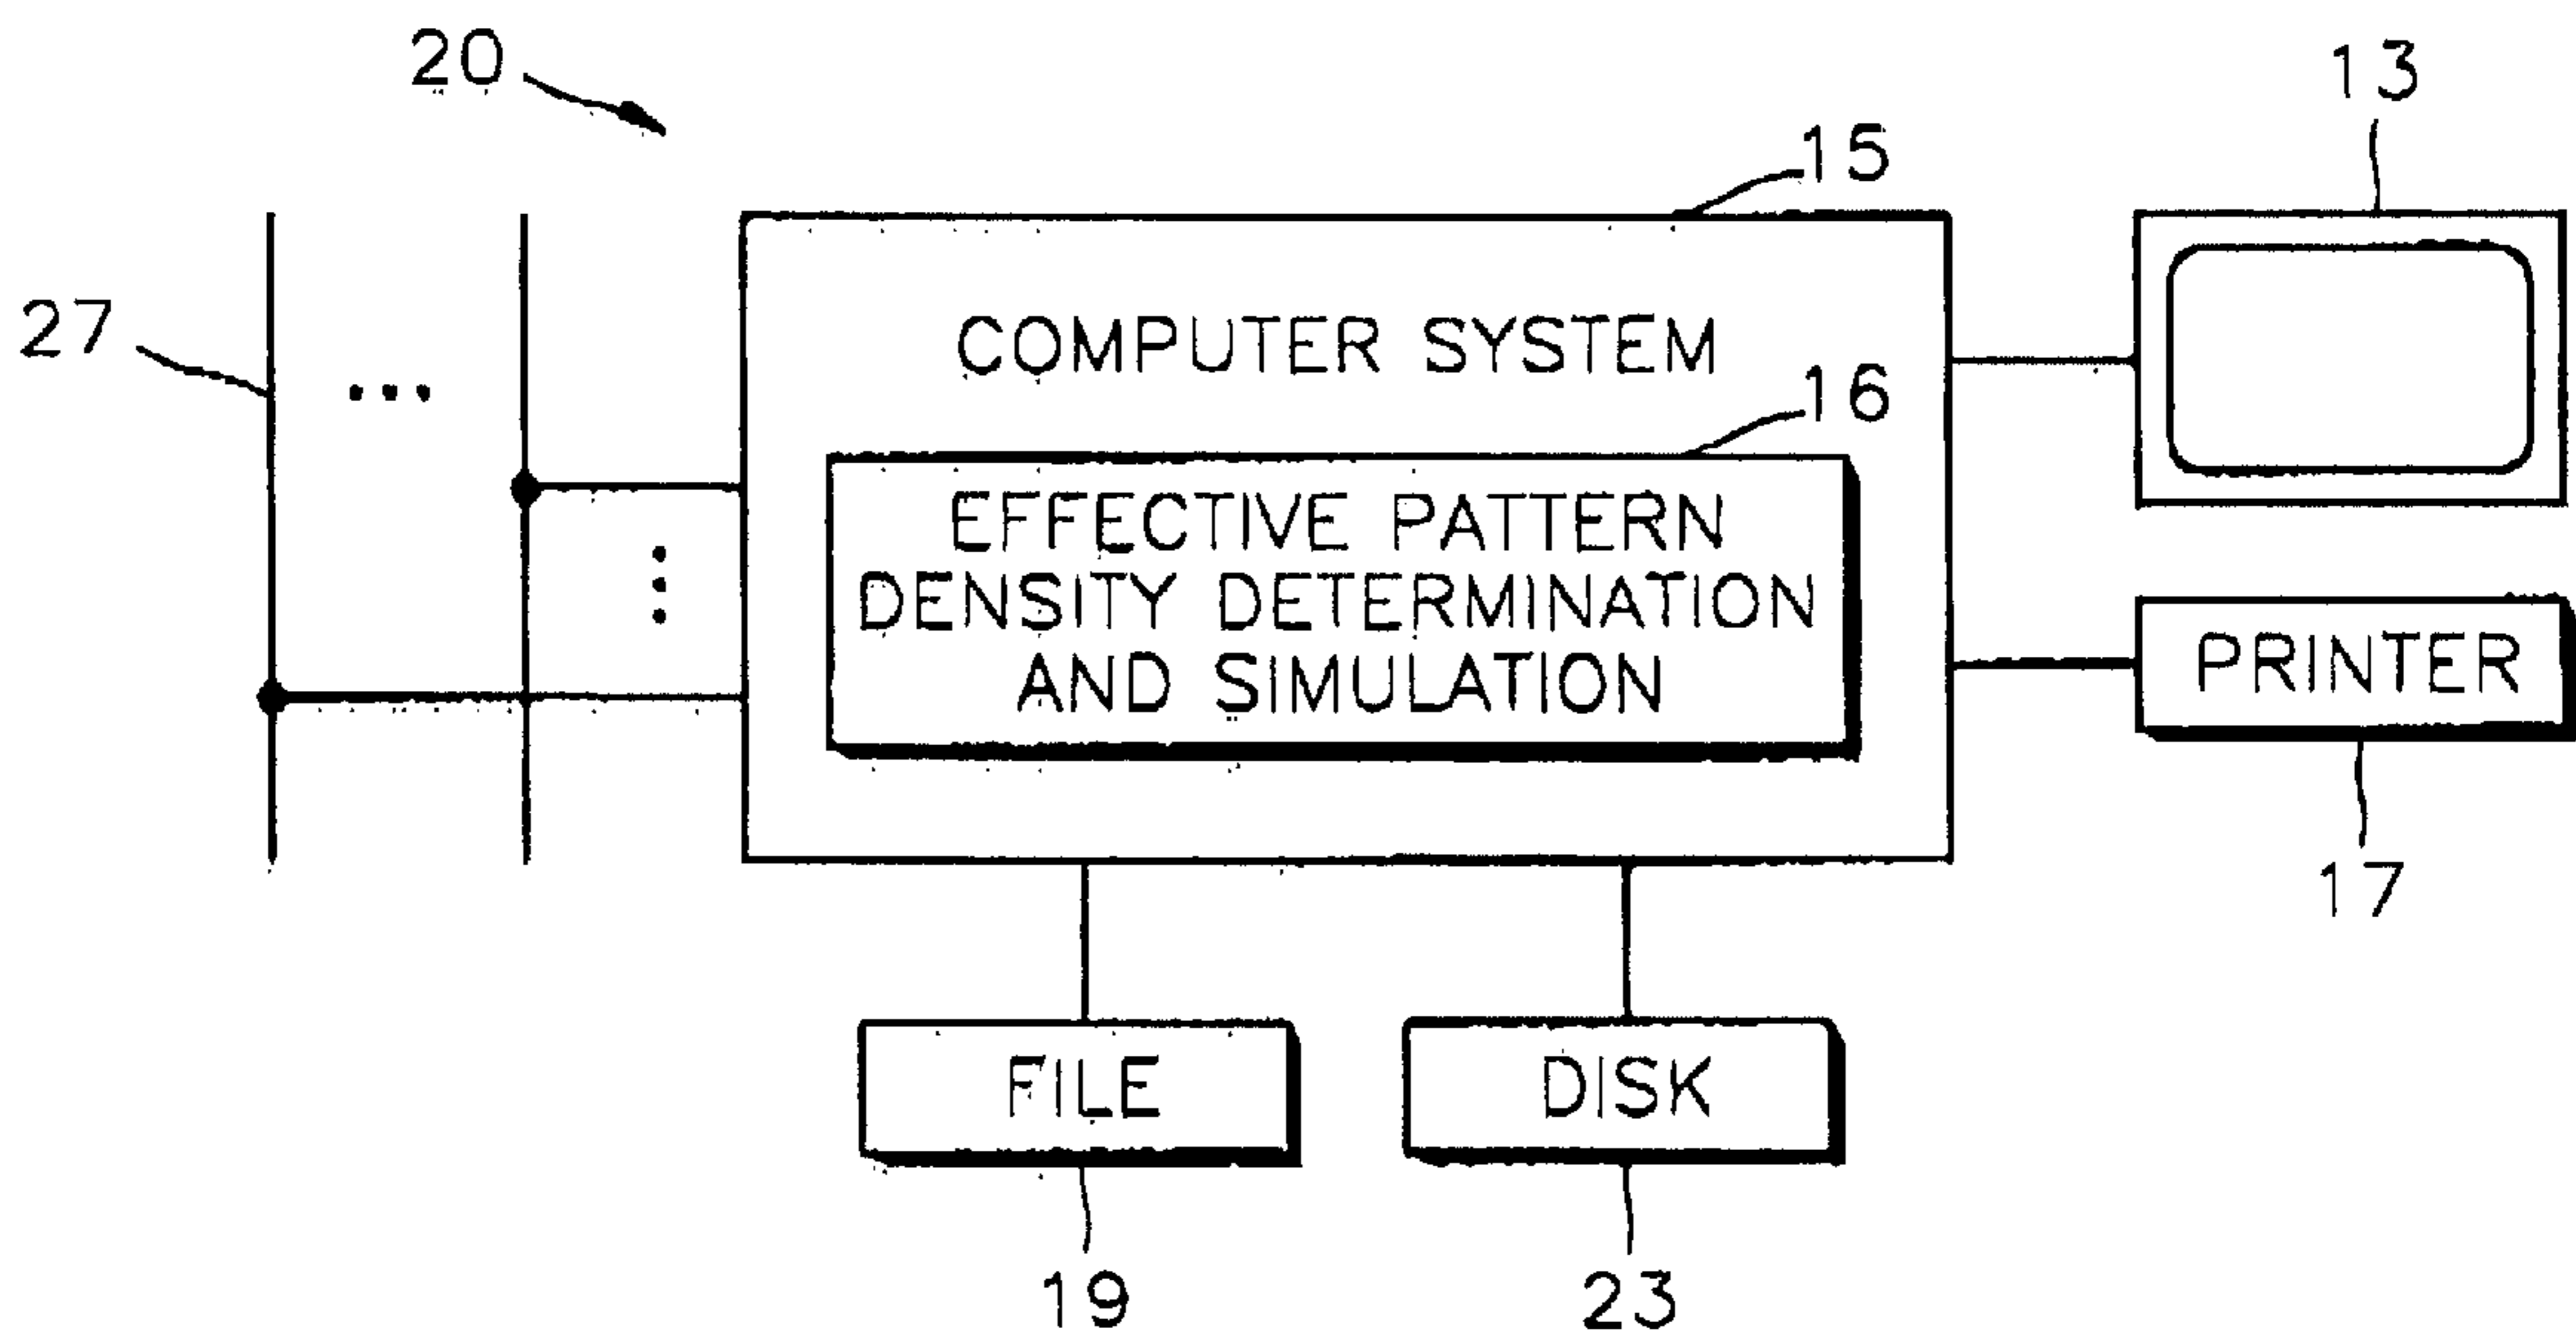 20
13
15
27
COMPUTER SYSTEM
16
EFFECTIVE PATTERN
DENSITY DETERMINATION
AND SIMULATION
PRINTER
17
FILE
DISK
19
23